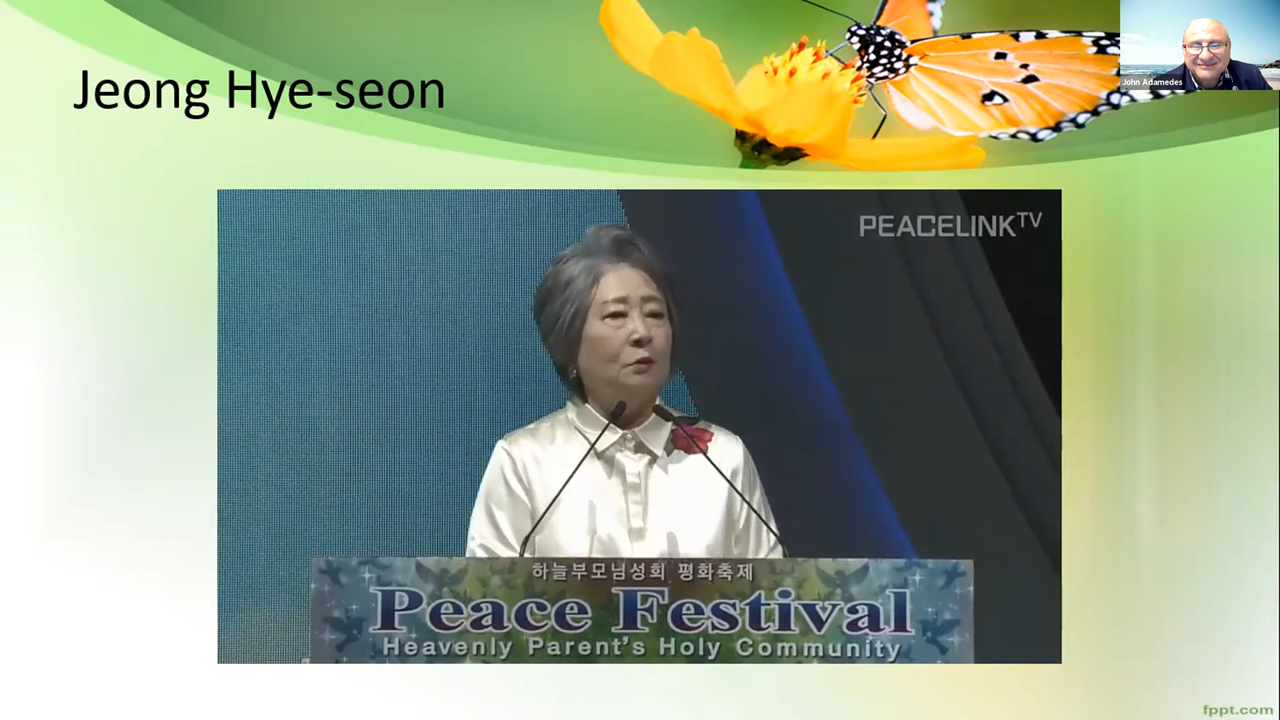 Jeong Hye-seon
John Adamedes
PEACELINKTV
하늘부모님성회 평화축제
Peace Festival
Heavenly Parent's Holy Community
fppt.com